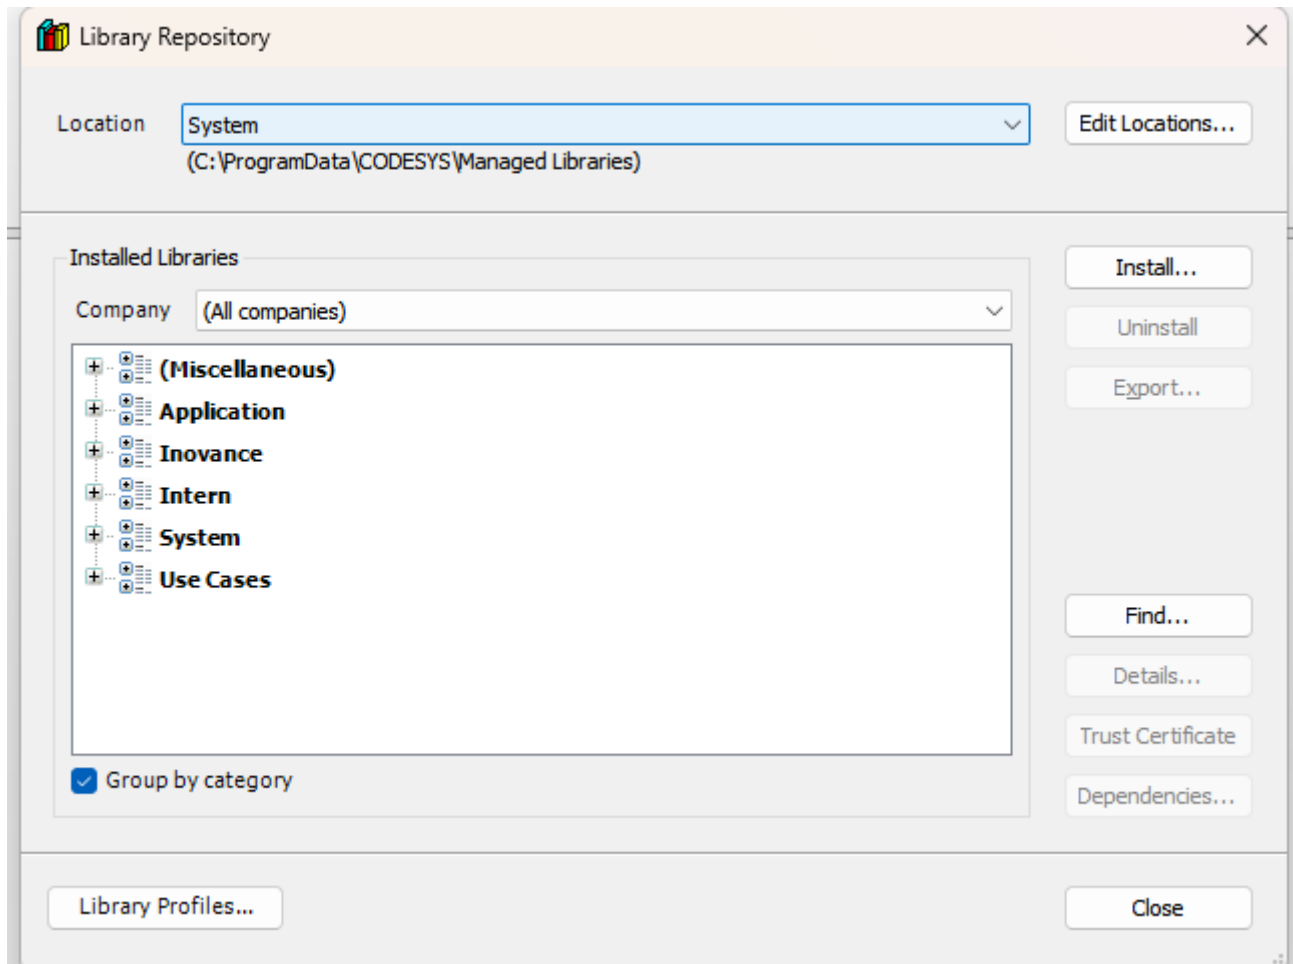 Library Repository
Location System Edit Locations...
(C:\ProgramData\CODESYS\Managed Libraries)
Installed Libraries
Company (All companies)
(Miscellaneous)
Application
Inovance
Intern
System
Use Cases
Group by category
Install...
Uninstall
Export...
Find...
Details...
Trust Certificate
Dependencies...
Library Profiles...
Close